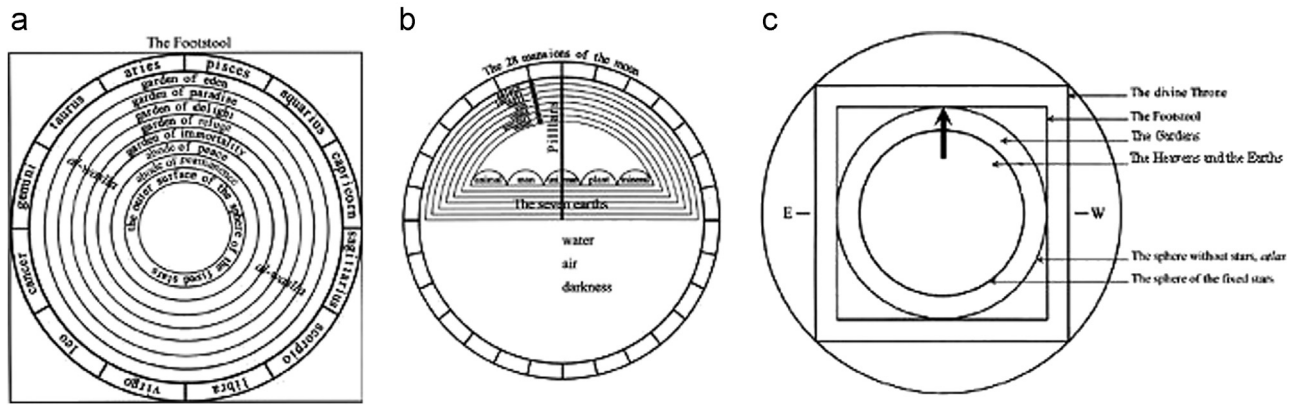 a
The Footstool
aries
pisces
aquarius
capricorn
sagittarius
scorpio
libra
virgo
leo
cancer
gemini
taurus
garden of eden
garden of paradise
garden of delight
garden of refuge
garden of immortality
abode of peace
abode of permanence
the outer surface of the sphere of the fixed stars
al-wasila
al-wasila
b
The 28 mansions of the moon
animal
man
plant
mineral
The seven earths
water
air
darkness
c
The divine Throne
The Footstool
The Gardens
The Heavens and the Earths
E
W
The sphere without stars, atlas
The sphere of the fixed stars